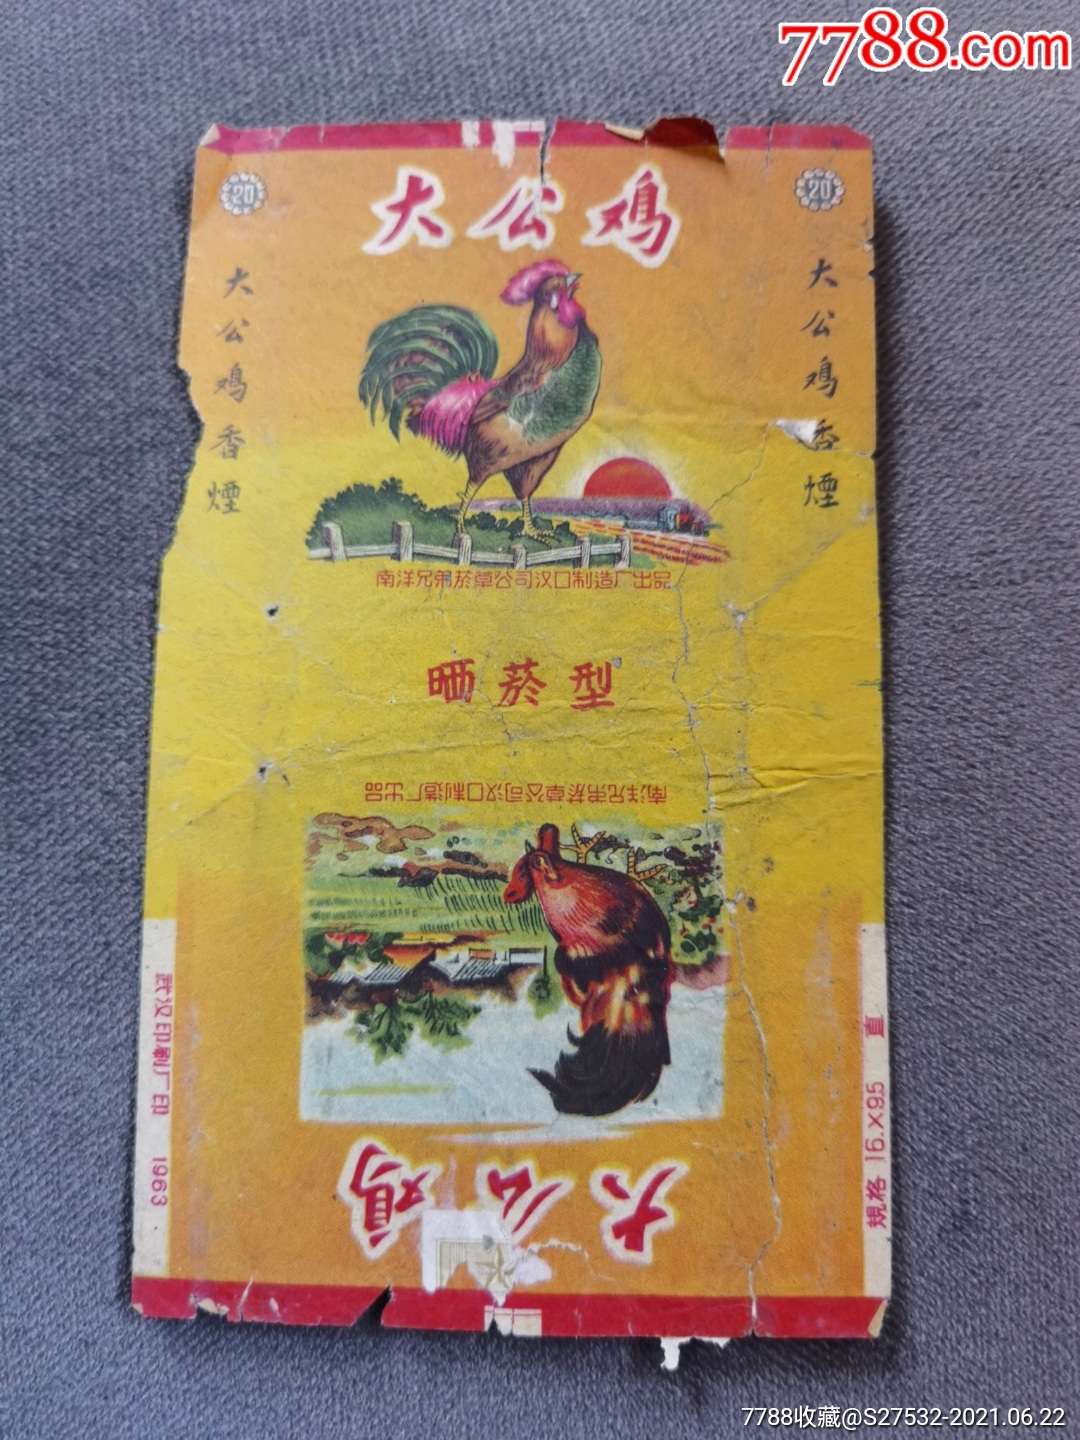 7788.com
20
大公鸡
20
大公鸡香煙
大公鸡香煙
南洋兄弟菸草公司汉口制造厂出品
晒菸型
南洋兄弟菸草公司汉口制造厂出品
大公鸡
武汉印刷厂印 1963
規格 16.×95 直
7788收藏@S27532-2021.06.22